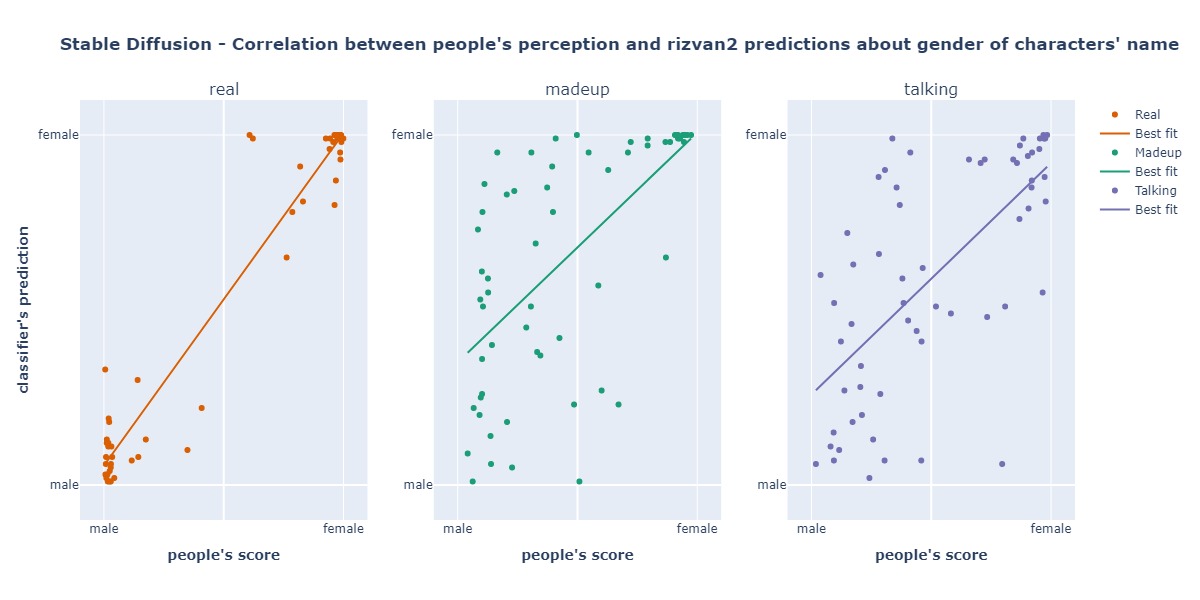 Stable Diffusion - Correlation between people's perception and rizvan2 predictions about gender of characters' name
real
madeup
talking
female
female
female
Real
Best fit
Madeup
Best fit
Talking
Best fit
classifier's prediction
male
male
male
male
female
male
female
male
female
people's score
people's score
people's score